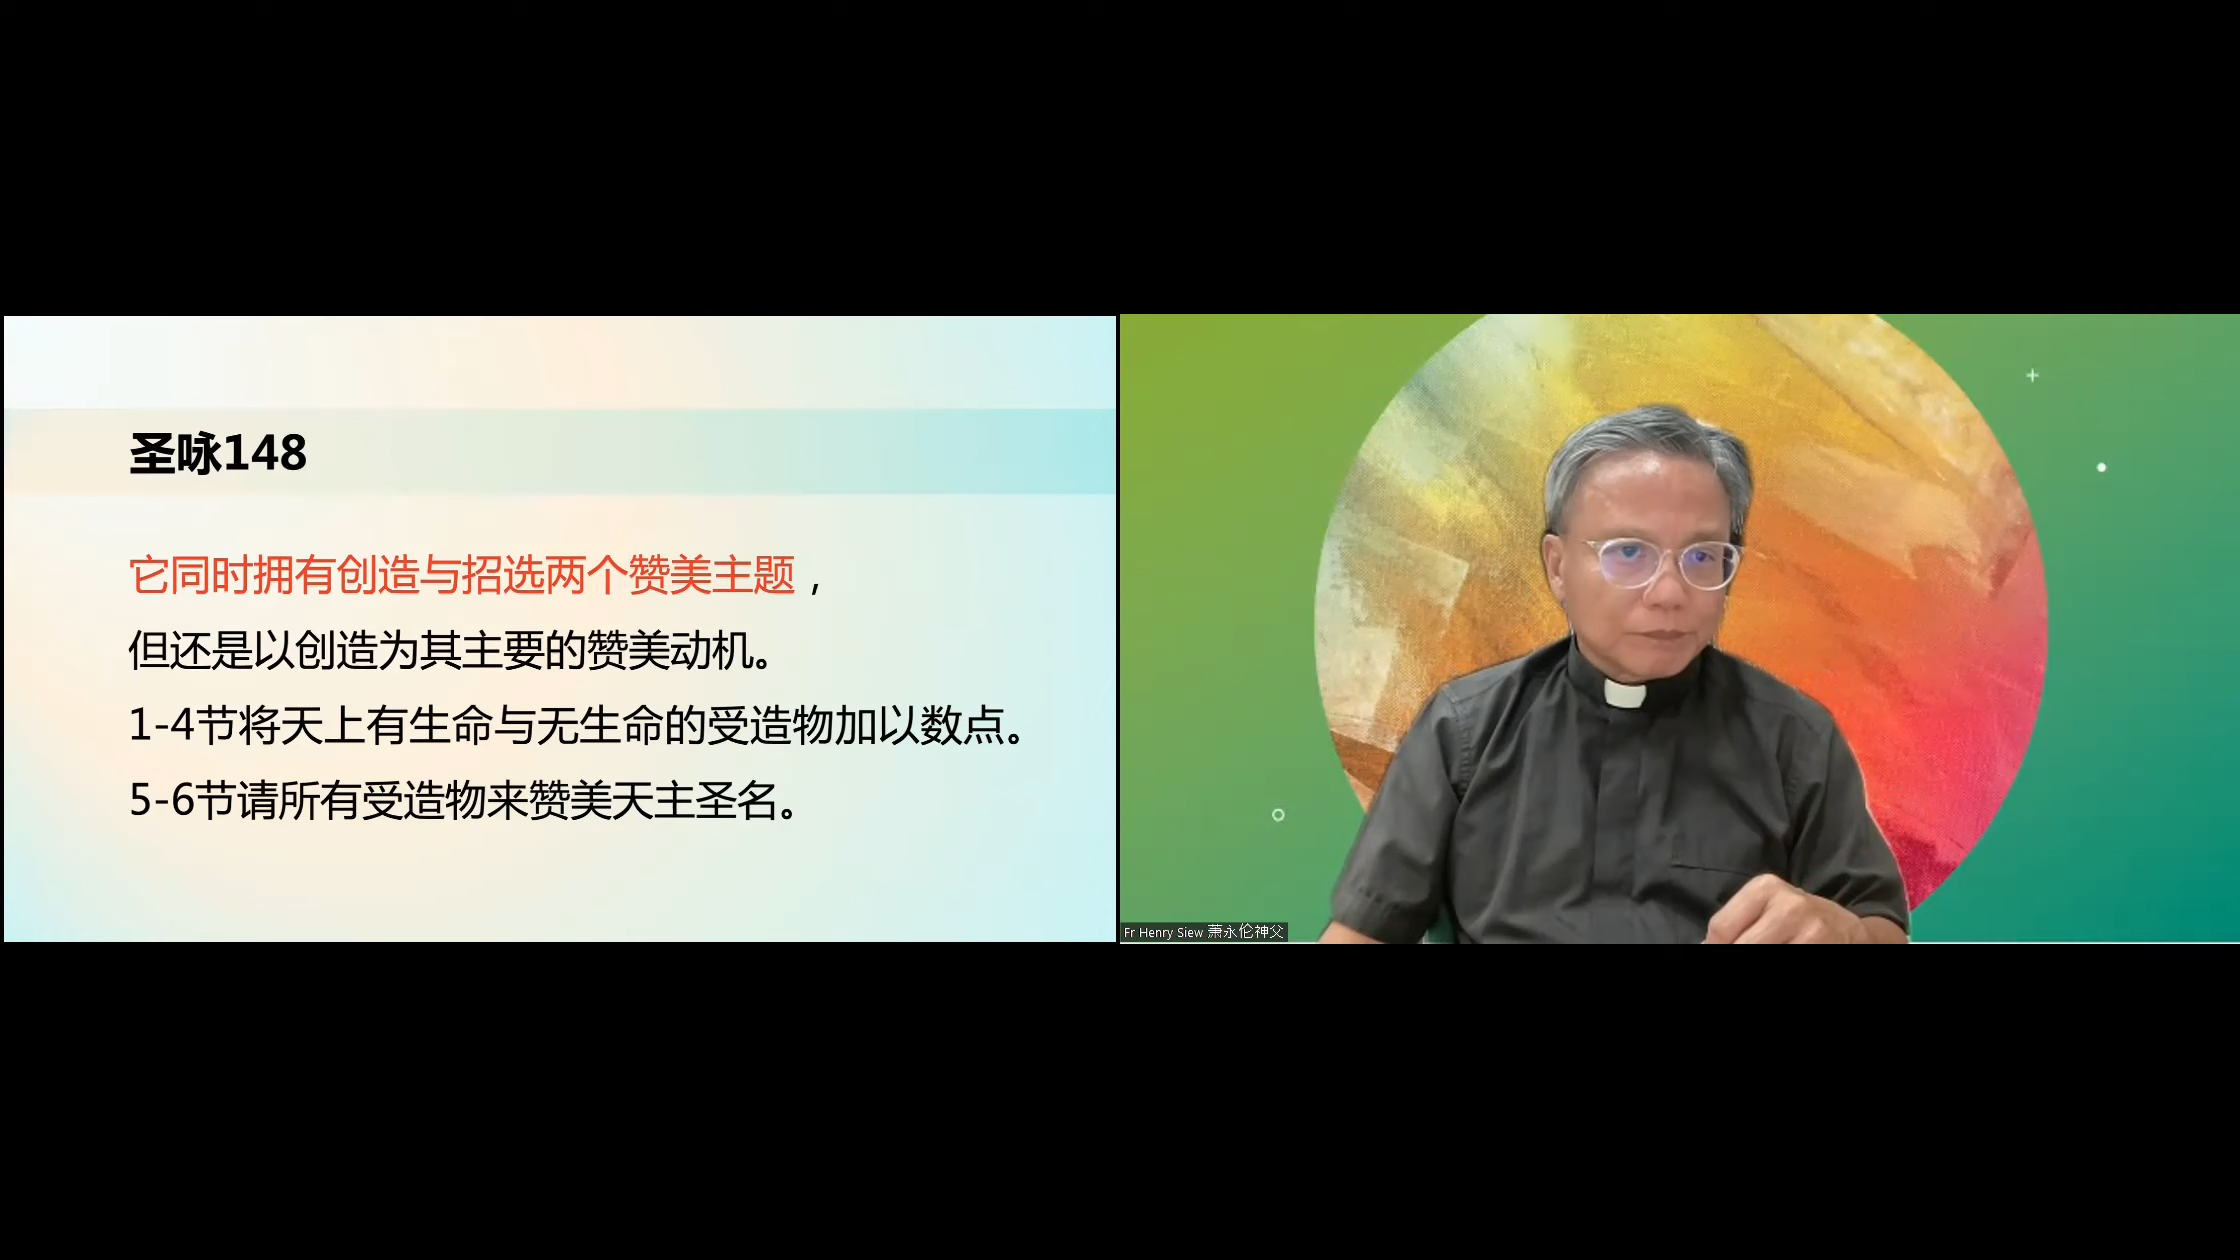 圣咏148
它同时拥有创造与招选两个赞美主题，
但还是以创造为其主要的赞美动机。
1-4节将天上有生命与无生命的受造物加以数点。
5-6节请所有受造物来赞美天主圣名。
Fr Henry Siew 萧永伦神父